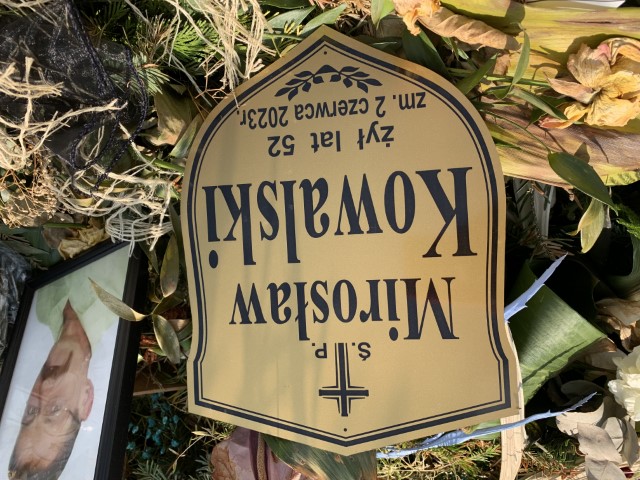 Ś. P.
Mirosław
Kowalski
żył lat 52
zm. 2 czerwca 2023r.